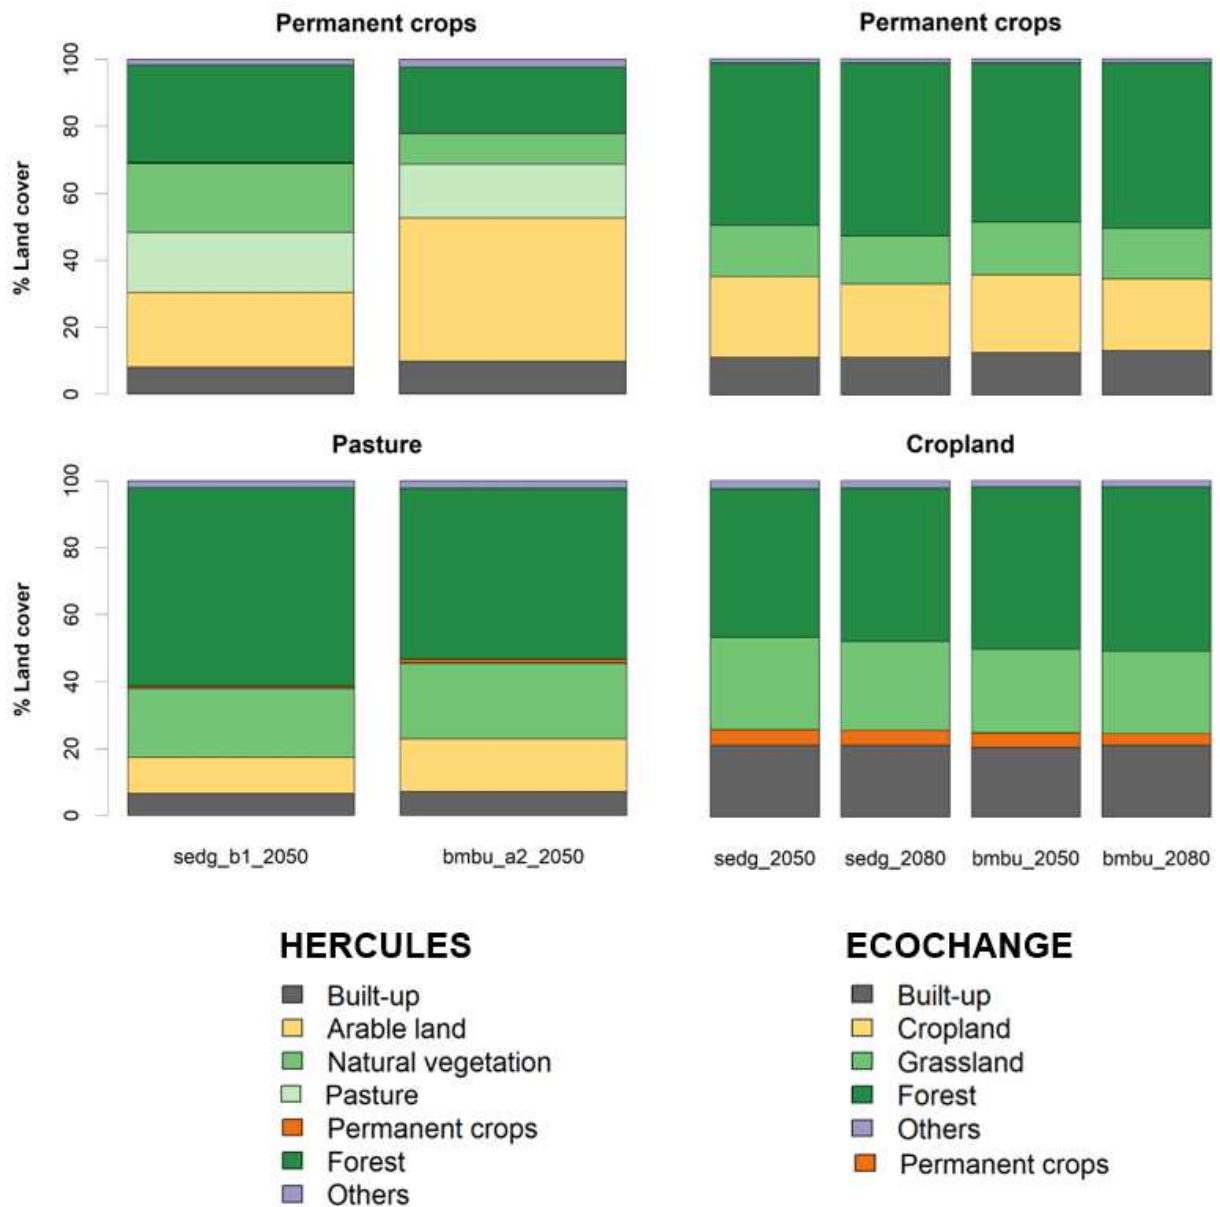 Permanent crops
Permanent crops
% Land cover
0 20 40 60 80 100
Pasture
Cropland
% Land cover
0 20 40 60 80 100
sedg_b1_2050 bmbu_a2_2050
sedg_2050 sedg_2080 bmbu_2050 bmbu_2080
HERCULES
Built-up
Arable land
Natural vegetation
Pasture
Permanent crops
Forest
Others
ECOCHANGE
Built-up
Cropland
Grassland
Forest
Others
Permanent crops